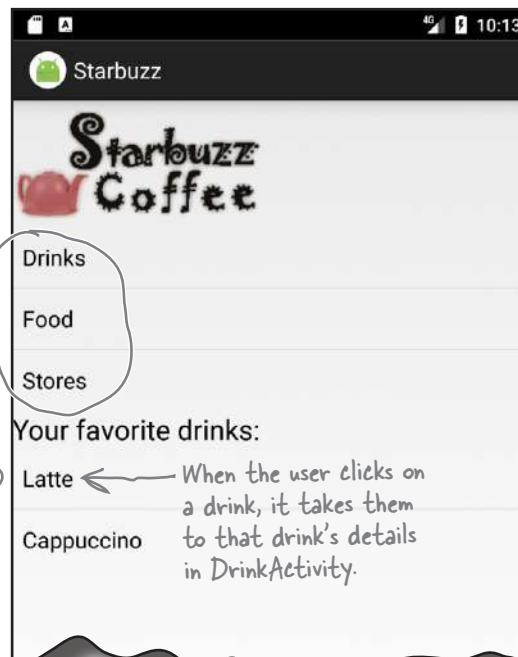 4G 10:13
Starbuzz
Starbuzz
Coffee
Drinks
Food
Stores
Your favorite drinks:
Latte
When the user clicks on
a drink, it takes them
to that drink's details
in DrinkActivity.
Cappuccino